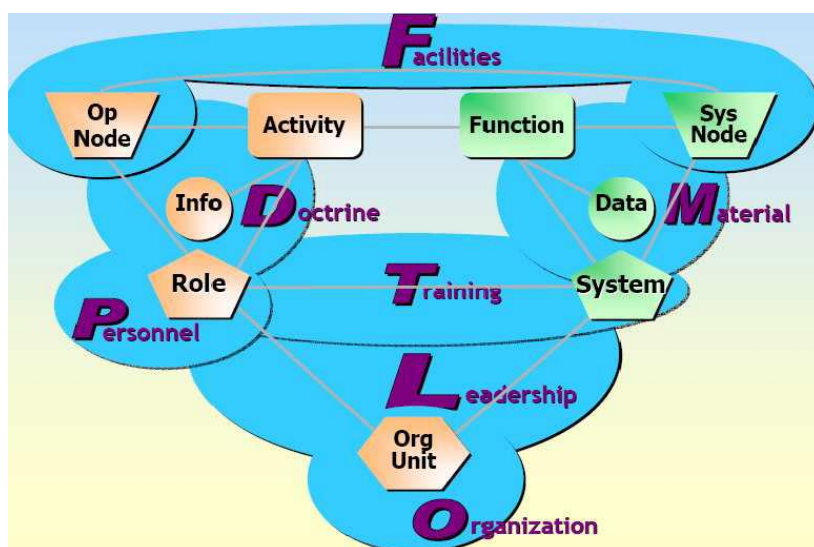 Facilities
Op
Node
Activity
Function
Sys
Node
Info
Doctrine
Data
Material
Role
Training
System
Personnel
Leadership
Org
Unit
Organization